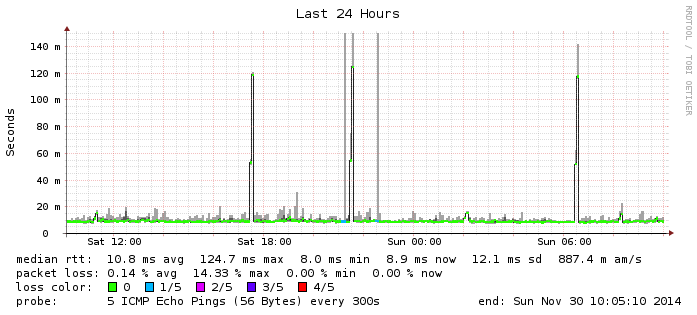 Last 24 Hours
RRDTOOL / TOBI OETIKER
Seconds
140 m
120 m
100 m
80 m
60 m
40 m
20 m
0
Sat 12:00 Sat 18:00 Sun 00:00 Sun 06:00
median rtt: 10.8 ms avg 124.7 ms max 8.0 ms min 8.9 ms now 12.1 ms sd 887.4 m am/s
packet loss: 0.14 % avg 14.33 % max 0.00 % min 0.00 % now
loss color: 0 1/5 2/5 3/5 4/5
probe: 5 ICMP Echo Pings (56 Bytes) every 300s end: Sun Nov 30 10:05:10 2014